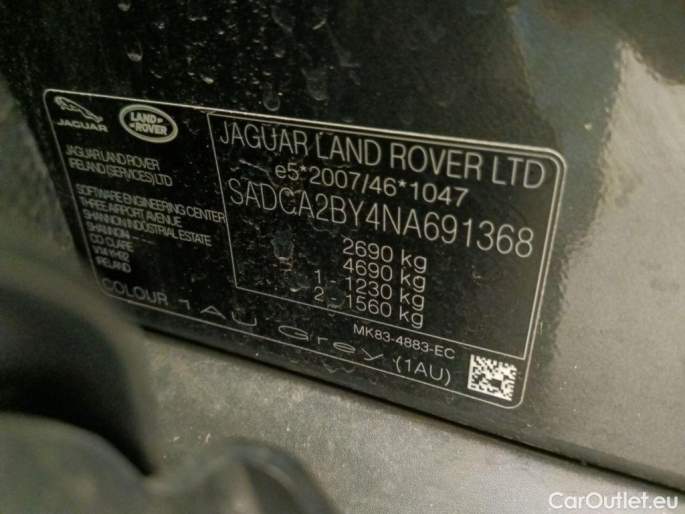 JAGUAR
LAND ROVER
JAGUAR LAND ROVER
IRELAND (SERVICES) LTD
SOFTWARE ENGINEERING CENTER
THREE AIRPORT AVENUE
SHANNON INDUSTRIAL ESTATE
SHANNON
CO CLARE
IRELAND
JAGUAR LAND ROVER LTD
e5*2007/46*1047
SADCA2BY4NA691368
2690 kg
4690 kg
1 - 1230 kg
2 - 1560 kg
MK83-4883-EC
COLOUR 1AU Grey (1AU)
CarOutlet.eu